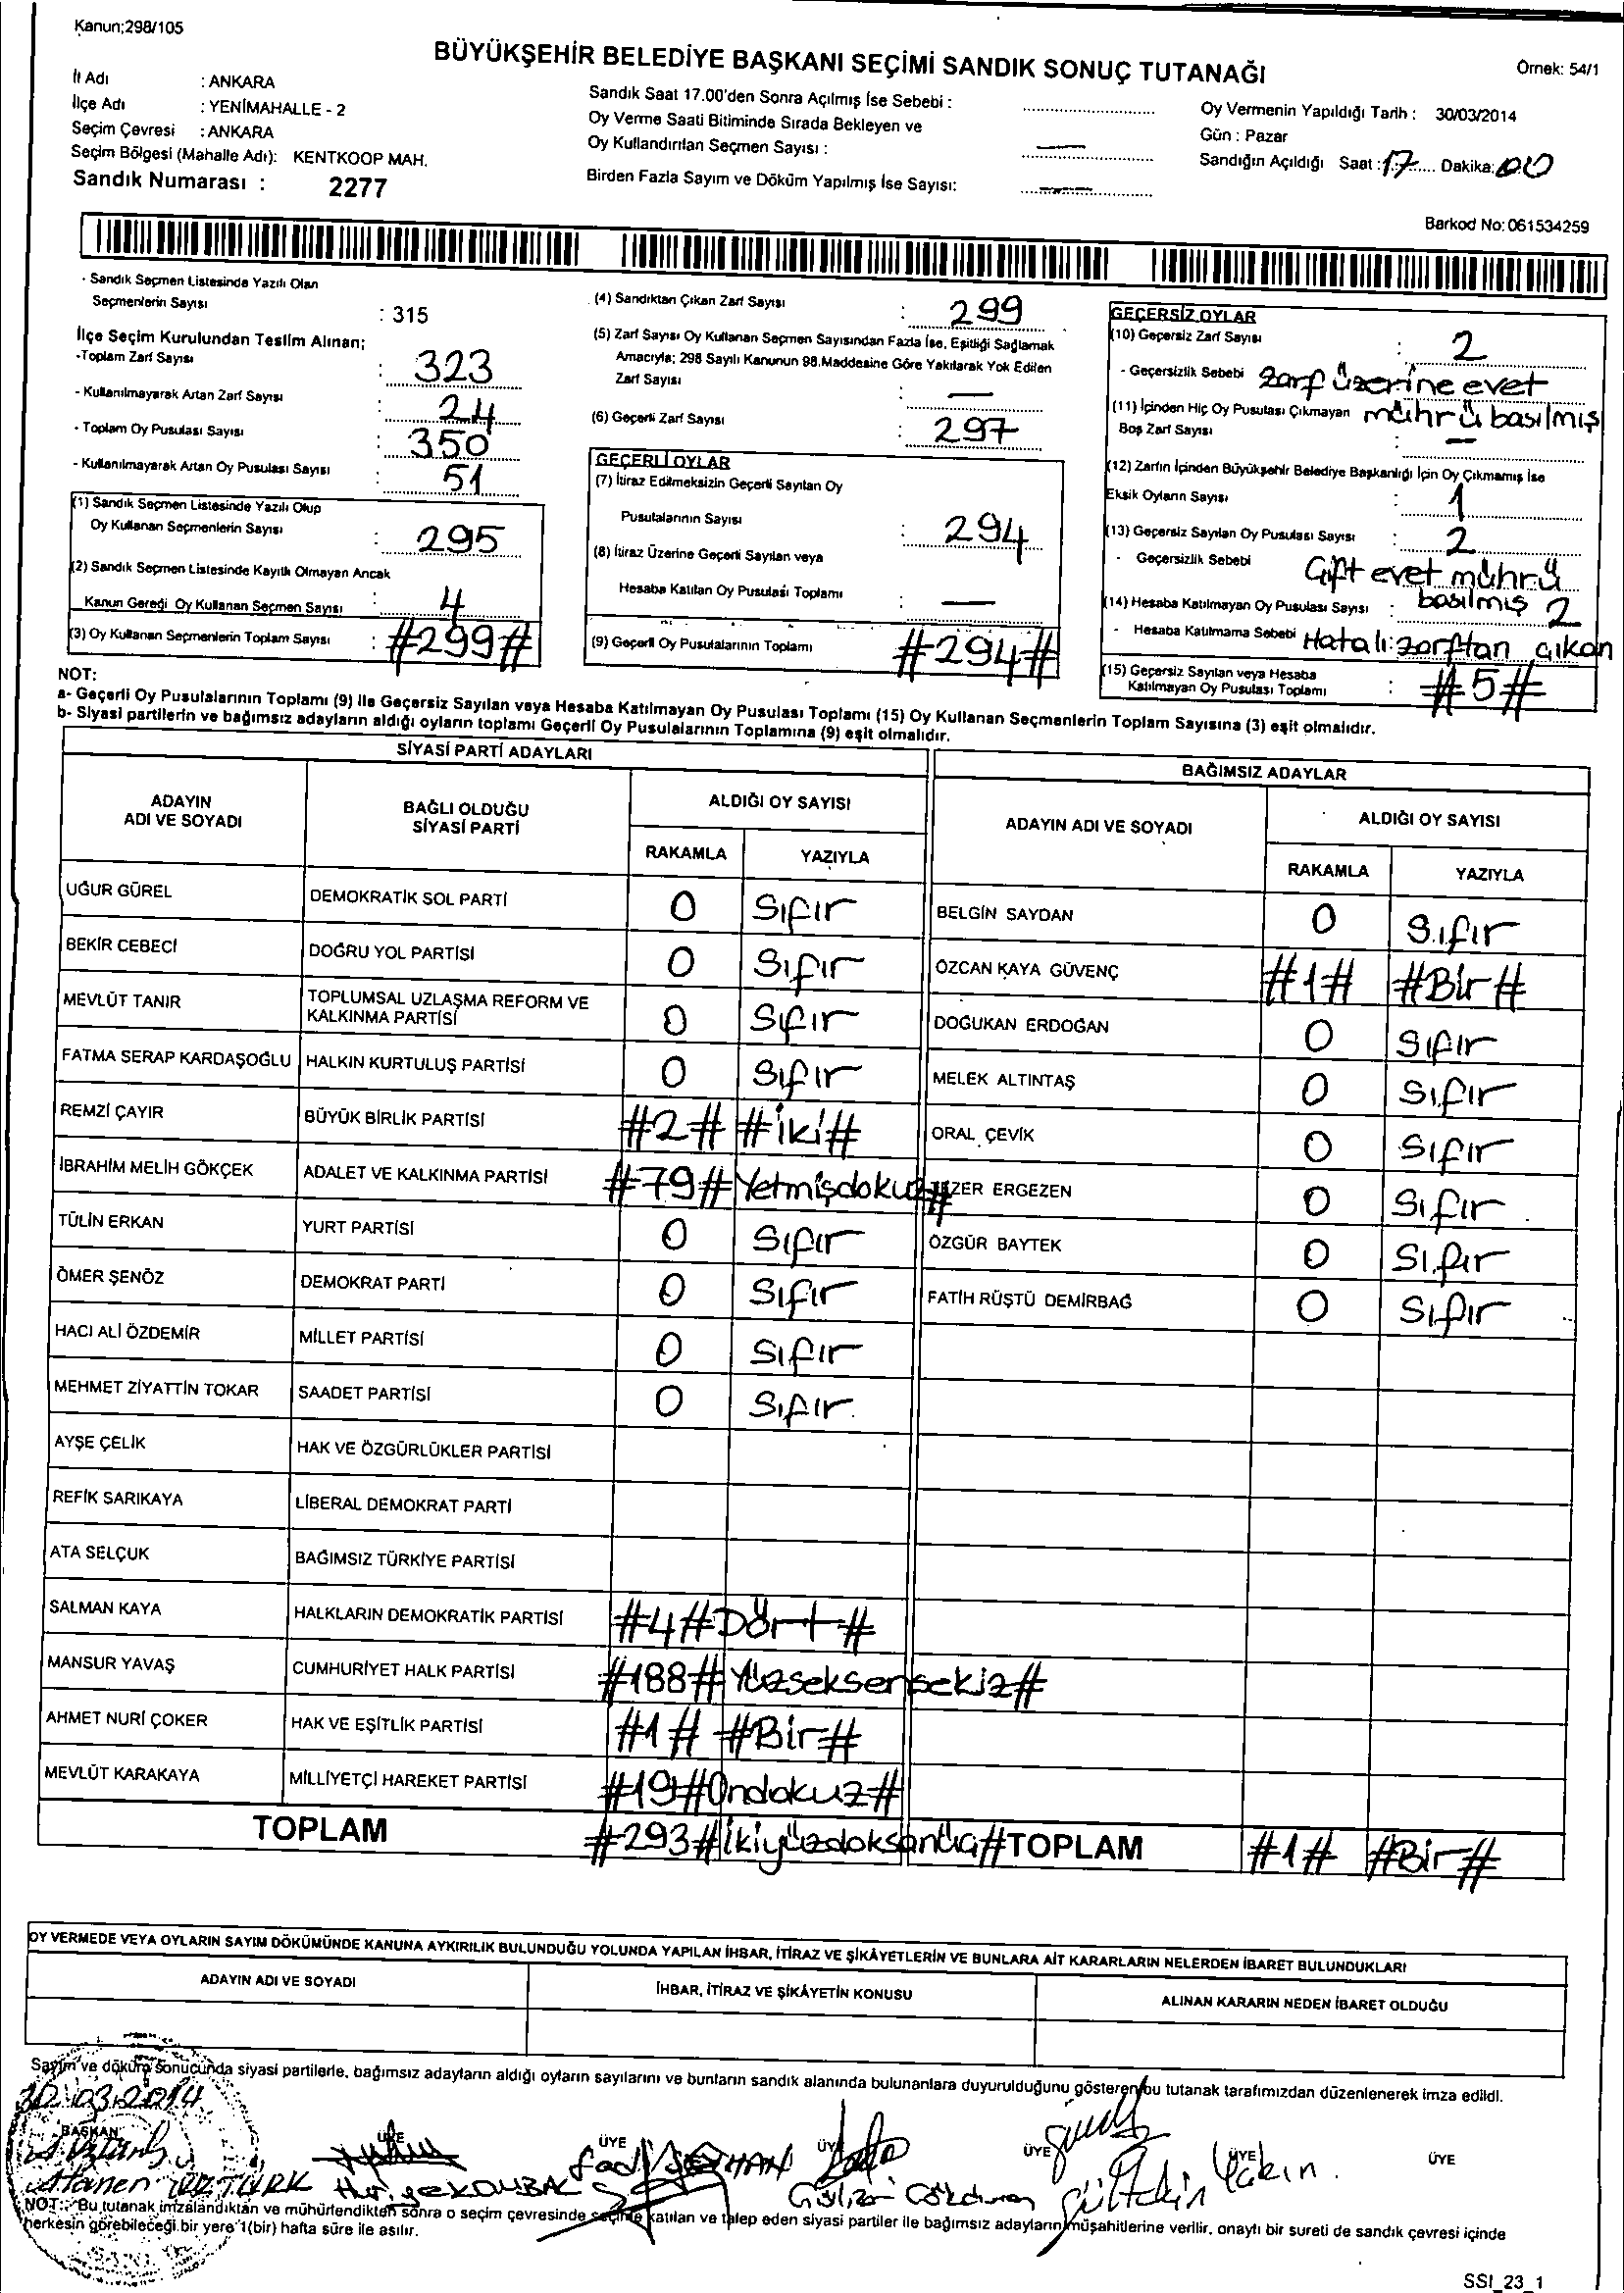 Kanun;298/105
BÜYÜKŞEHİR BELEDİYE BAŞKANI SEÇİMİ SANDIK SONUÇ TUTANAĞI
Örnek: 54/1
İl Adı : ANKARA
İlçe Adı : YENİMAHALLE - 2
Seçim Çevresi : ANKARA
Seçim Bölgesi (Mahalle Adı): KENTKOOP MAH.
Sandık Numarası : 2277
Sandık Saat 17.00'den Sonra Açılmış İse Sebebi :
Oy Verme Saati Bitiminde Sırada Bekleyen ve
Oy Kullandırılan Seçmen Sayısı : —
Birden Fazla Sayım ve Döküm Yapılmış İse Sayısı: —
Oy Vermenin Yapıldığı Tarih : 30/03/2014
Gün : Pazar
Sandığın Açıldığı Saat : 17 Dakika: 00
Barkod No: 061534259
- Sandık Seçmen Listesinde Yazılı Olan
Seçmenlerin Sayısı : 315
İlçe Seçim Kurulundan Teslim Alınan;
-Toplam Zarf Sayısı : 323
- Kullanılmayarak Artan Zarf Sayısı : 24
- Toplam Oy Pusulası Sayısı : 350
- Kullanılmayarak Artan Oy Pusulası Sayısı : 51
(1) Sandık Seçmen Listesinde Yazılı Olup
Oy Kullanan Seçmenlerin Sayısı : 295
(2) Sandık Seçmen Listesinde Kayıtlı Olmayan Ancak
Kanun Gereği Oy Kullanan Seçmen Sayısı : 4
(3) Oy Kullanan Seçmenlerin Toplam Sayısı : #299#
(4) Sandıktan Çıkan Zarf Sayısı : 299
(5) Zarf Sayısı Oy Kullanan Seçmen Sayısından Fazla İse, Eşitliği Sağlamak
Amacıyla; 298 Sayılı Kanunun 98.Maddesine Göre Yakılarak Yok Edilen
Zarf Sayısı : —
(6) Geçerli Zarf Sayısı : 297
GEÇERLİ OYLAR
(7) İtiraz Edilmeksizin Geçerli Sayılan Oy
Pusulalarının Sayısı : 294
(8) İtiraz Üzerine Geçerli Sayılan veya
Hesaba Katılan Oy Pusulası Toplamı : —
(9) Geçerli Oy Pusulalarının Toplamı #294#
GEÇERSİZ OYLAR
(10) Geçersiz Zarf Sayısı : 2
- Geçersizlik Sebebi Zarf üzerine evet
mührü basılmış
(11) İçinden Hiç Oy Pusulası Çıkmayan
Boş Zarf Sayısı : —
(12) Zarfın İçinden Büyükşehir Belediye Başkanlığı İçin Oy Çıkmamış İse
Eksik Oyların Sayısı : 1
(13) Geçersiz Sayılan Oy Pusulası Sayısı : 2
- Geçersizlik Sebebi Çift evet mührü
basılmış
(14) Hesaba Katılmayan Oy Pusulası Sayısı : 2
- Hesaba Katılmama Sebebi Hatalı zarftan çıkan
(15) Geçersiz Sayılan veya Hesaba
Katılmayan Oy Pusulası Toplamı : #5#
NOT:
a- Geçerli Oy Pusulalarının Toplamı (9) ile Geçersiz Sayılan veya Hesaba Katılmayan Oy Pusulası Toplamı (15) Oy Kullanan Seçmenlerin Toplam Sayısına (3) eşit olmalıdır.
b- Siyasi partilerin ve bağımsız adayların aldığı oyların toplamı Geçerli Oy Pusulalarının Toplamına (9) eşit olmalıdır.
SİYASİ PARTİ ADAYLARI
ADAYIN ADI VE SOYADI BAĞLI OLDUĞU SİYASİ PARTİ ALDIĞI OY SAYISI
RAKAMLA YAZIYLA
UĞUR GÜREL DEMOKRATİK SOL PARTİ 0 Sıfır
BEKİR CEBECİ DOĞRU YOL PARTİSİ 0 Sıfır
MEVLÜT TANIR TOPLUMSAL UZLAŞMA REFORM VE KALKINMA PARTİSİ 0 Sıfır
FATMA SERAP KARDAŞOĞLU HALKIN KURTULUŞ PARTİSİ 0 Sıfır
REMZİ ÇAYIR BÜYÜK BİRLİK PARTİSİ #2# #İki#
İBRAHİM MELİH GÖKÇEK ADALET VE KALKINMA PARTİSİ #79# Yetmişdokuz#
TÜLİN ERKAN YURT PARTİSİ 0 Sıfır
ÖMER ŞENÖZ DEMOKRAT PARTİ 0 Sıfır
HACI ALİ ÖZDEMİR MİLLET PARTİSİ 0 Sıfır
MEHMET ZİYATTİN TOKAR SAADET PARTİSİ 0 Sıfır
AYŞE ÇELİK HAK VE ÖZGÜRLÜKLER PARTİSİ
REFİK SARIKAYA LİBERAL DEMOKRAT PARTİ
ATA SELÇUK BAĞIMSIZ TÜRKİYE PARTİSİ
SALMAN KAYA HALKLARIN DEMOKRATİK PARTİSİ #4# Dört#
MANSUR YAVAŞ CUMHURİYET HALK PARTİSİ #188# Yüzseksensekiz#
AHMET NURİ ÇOKER HAK VE EŞİTLİK PARTİSİ #1# #Bir#
MEVLÜT KARAKAYA MİLLİYETÇİ HAREKET PARTİSİ #19# Ondokuz#
TOPLAM #293# İkiyüzdoksanüç#
BAĞIMSIZ ADAYLAR
ADAYIN ADI VE SOYADI ALDIĞI OY SAYISI
RAKAMLA YAZIYLA
BELGİN SAYDAN 0 Sıfır
ÖZCAN KAYA GÜVENÇ #1# #Bir#
DOĞUKAN ERDOĞAN 0 Sıfır
MELEK ALTINTAŞ 0 Sıfır
ORAL ÇEVİK 0 Sıfır
ERGEZEN 0 Sıfır
ÖZGÜR BAYTEK 0 Sıfır
FATİH RÜŞTÜ DEMİRBAĞ 0 Sıfır
TOPLAM #1# #Bir#
OY VERMEDE VEYA OYLARIN SAYIM DÖKÜMÜNDE KANUNA AYKIRILIK BULUNDUĞU YOLUNDA YAPILAN İHBAR, İTİRAZ VE ŞİKÂYETLERİN VE BUNLARA AİT KARARLARIN NELERDEN İBARET BULUNDUKLARI
ADAYIN ADI VE SOYADI İHBAR, İTİRAZ VE ŞİKÂYETİN KONUSU ALINAN KARARIN NEDEN İBARET OLDUĞU
Sayım ve döküm sonucunda siyasi partilerle, bağımsız adayların aldığı oyların sayılarını ve bunların sandık alanında bulunanlara duyurulduğunu gösteren bu tutanak tarafımızdan düzenlenerek imza edildi.
30.03.2014
BAŞKAN ÜYE ÜYE ÜYE ÜYE ÜYE ÜYE
NOT: Bu tutanak imzalandıktan ve mühürlendikten sonra o seçim çevresinde seçime katılan ve talep eden siyasi partiler ile bağımsız adayların müşahitlerine verilir, onaylı bir sureti de sandık çevresi içinde
herkesin görebileceği bir yere 1(bir) hafta süre ile asılır.
SSI_23_1